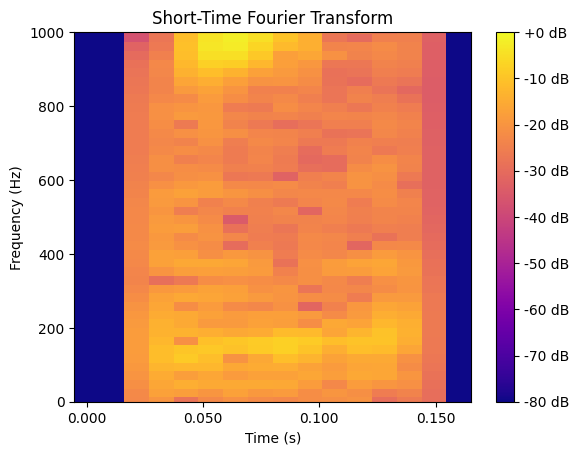 Short-Time Fourier Transform
Frequency (Hz)
1000
800
600
400
200
0
0.000
0.050
0.100
0.150
Time (s)
+0 dB
-10 dB
-20 dB
-30 dB
-40 dB
-50 dB
-60 dB
-70 dB
-80 dB